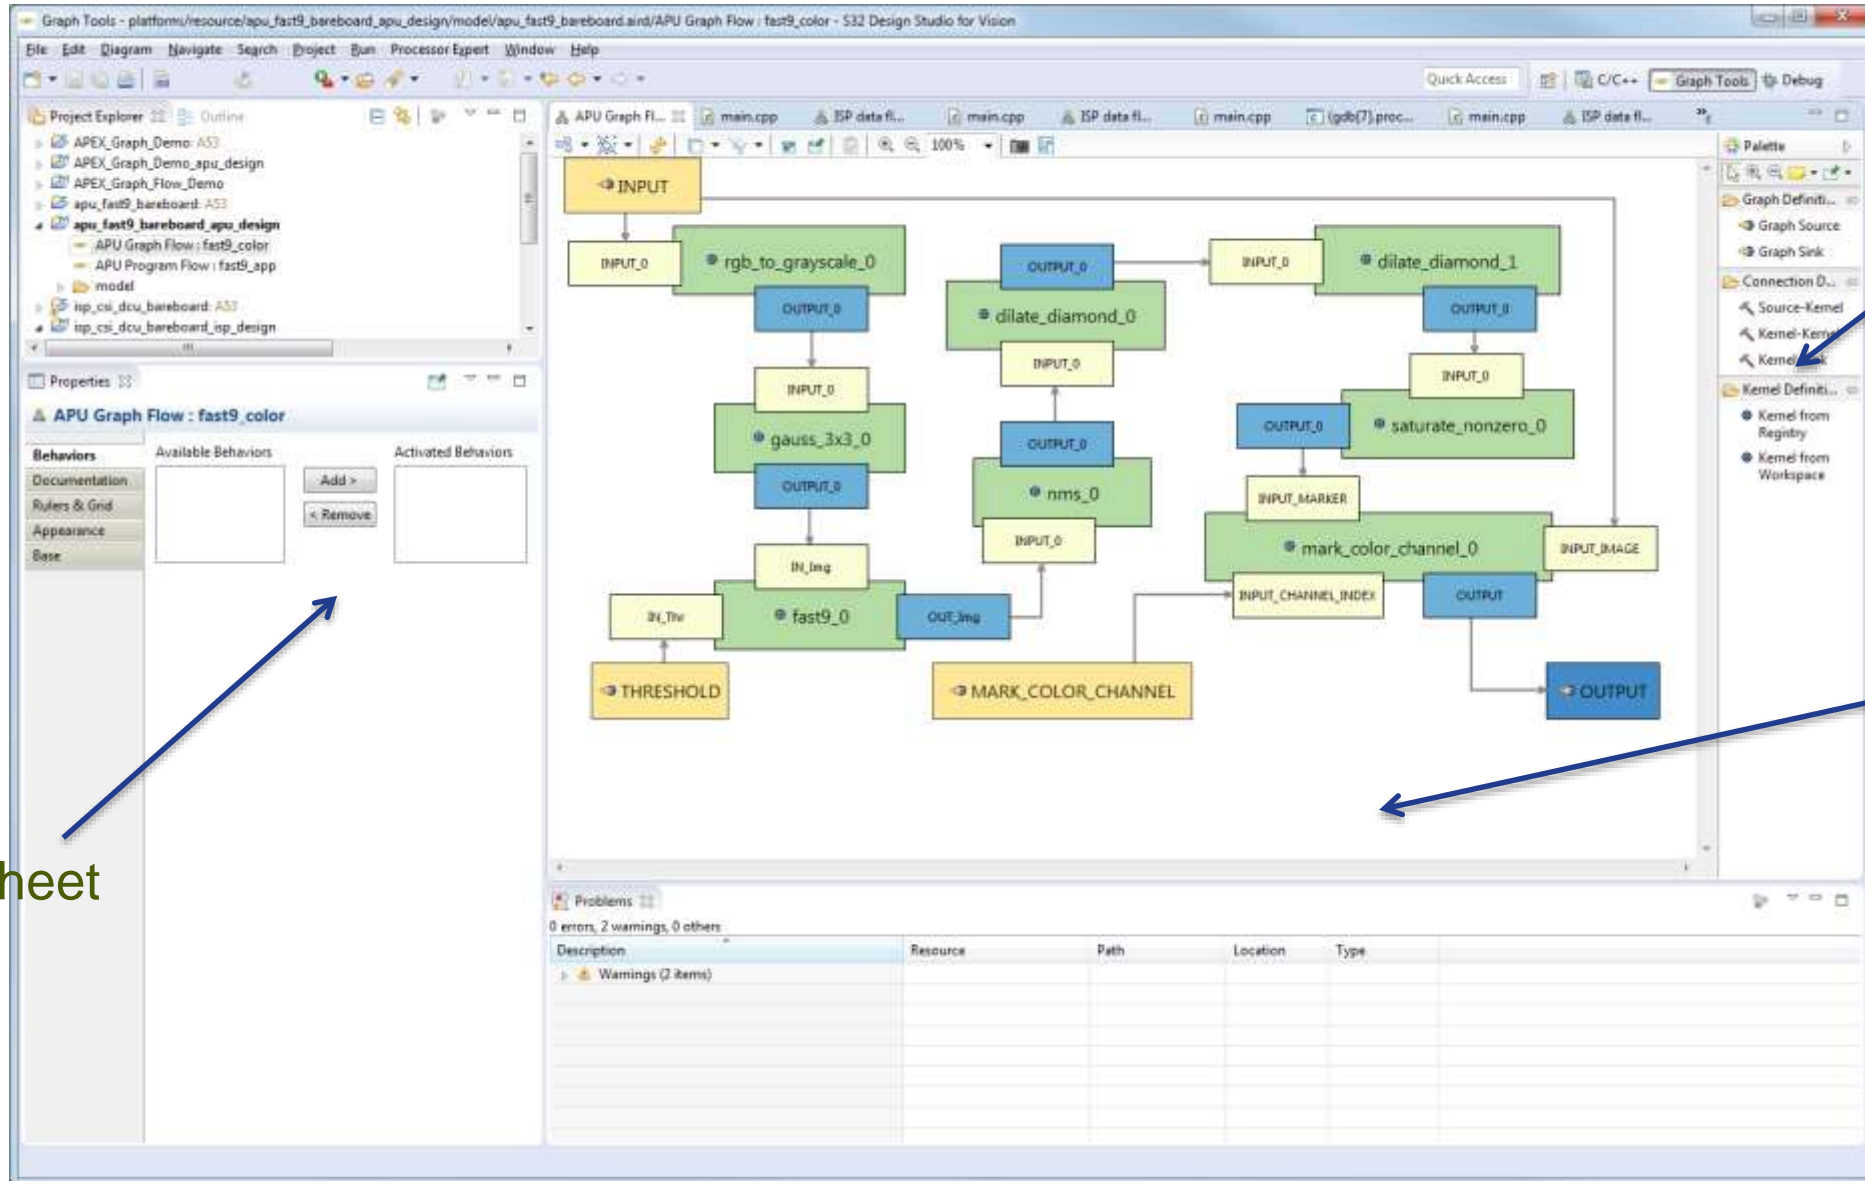 Graph Tools - platform:/resource/apu_fast9_bareboard_apu_design/model/apu_fast9_bareboard.aird/APU Graph Flow : fast9_color - S32 Design Studio for Vision
File Edit Diagram Navigate Search Project Run Processor Expert Window Help
Quick Access C/C++ Graph Tools Debug
Project Explorer Outline
APEX_Graph_Demo: A53
APEX_Graph_Demo_apu_design
APEX_Graph_Flow_Demo
apu_fast9_bareboard: A53
apu_fast9_bareboard_apu_design
APU Graph Flow : fast9_color
APU Program Flow : fast9_app
model
isp_csi_dcu_bareboard: A53
isp_csi_dcu_bareboard_isp_design
Properties
APU Graph Flow : fast9_color
Behaviors
Documentation
Rulers & Grid
Appearance
Base
Available Behaviors
Add >
< Remove
Activated Behaviors
heet
APU Graph Fl... main.cpp ISP data fl... main.cpp ISP data fl... main.cpp (gdb[7].proc... main.cpp ISP data fl...
100%
INPUT
INPUT_0
rgb_to_grayscale_0
OUTPUT_0
INPUT_0
gauss_3x3_0
OUTPUT_0
IN_Img
IN_Thr
fast9_0
OUT_Img
THRESHOLD
OUTPUT_0
dilate_diamond_0
INPUT_0
OUTPUT_0
nms_0
INPUT_0
MARK_COLOR_CHANNEL
INPUT_0
dilate_diamond_1
OUTPUT_0
INPUT_0
OUTPUT_0
saturate_nonzero_0
INPUT_MARKER
mark_color_channel_0
INPUT_IMAGE
INPUT_CHANNEL_INDEX
OUTPUT
OUTPUT
Palette
Graph Definiti...
Graph Source
Graph Sink
Connection D...
Source-Kernel
Kernel-Kernel
Kernel Definiti...
Kernel from
Registry
Kernel from
Workspace
Problems
0 errors, 2 warnings, 0 others
Description Resource Path Location Type
Warnings (2 items)